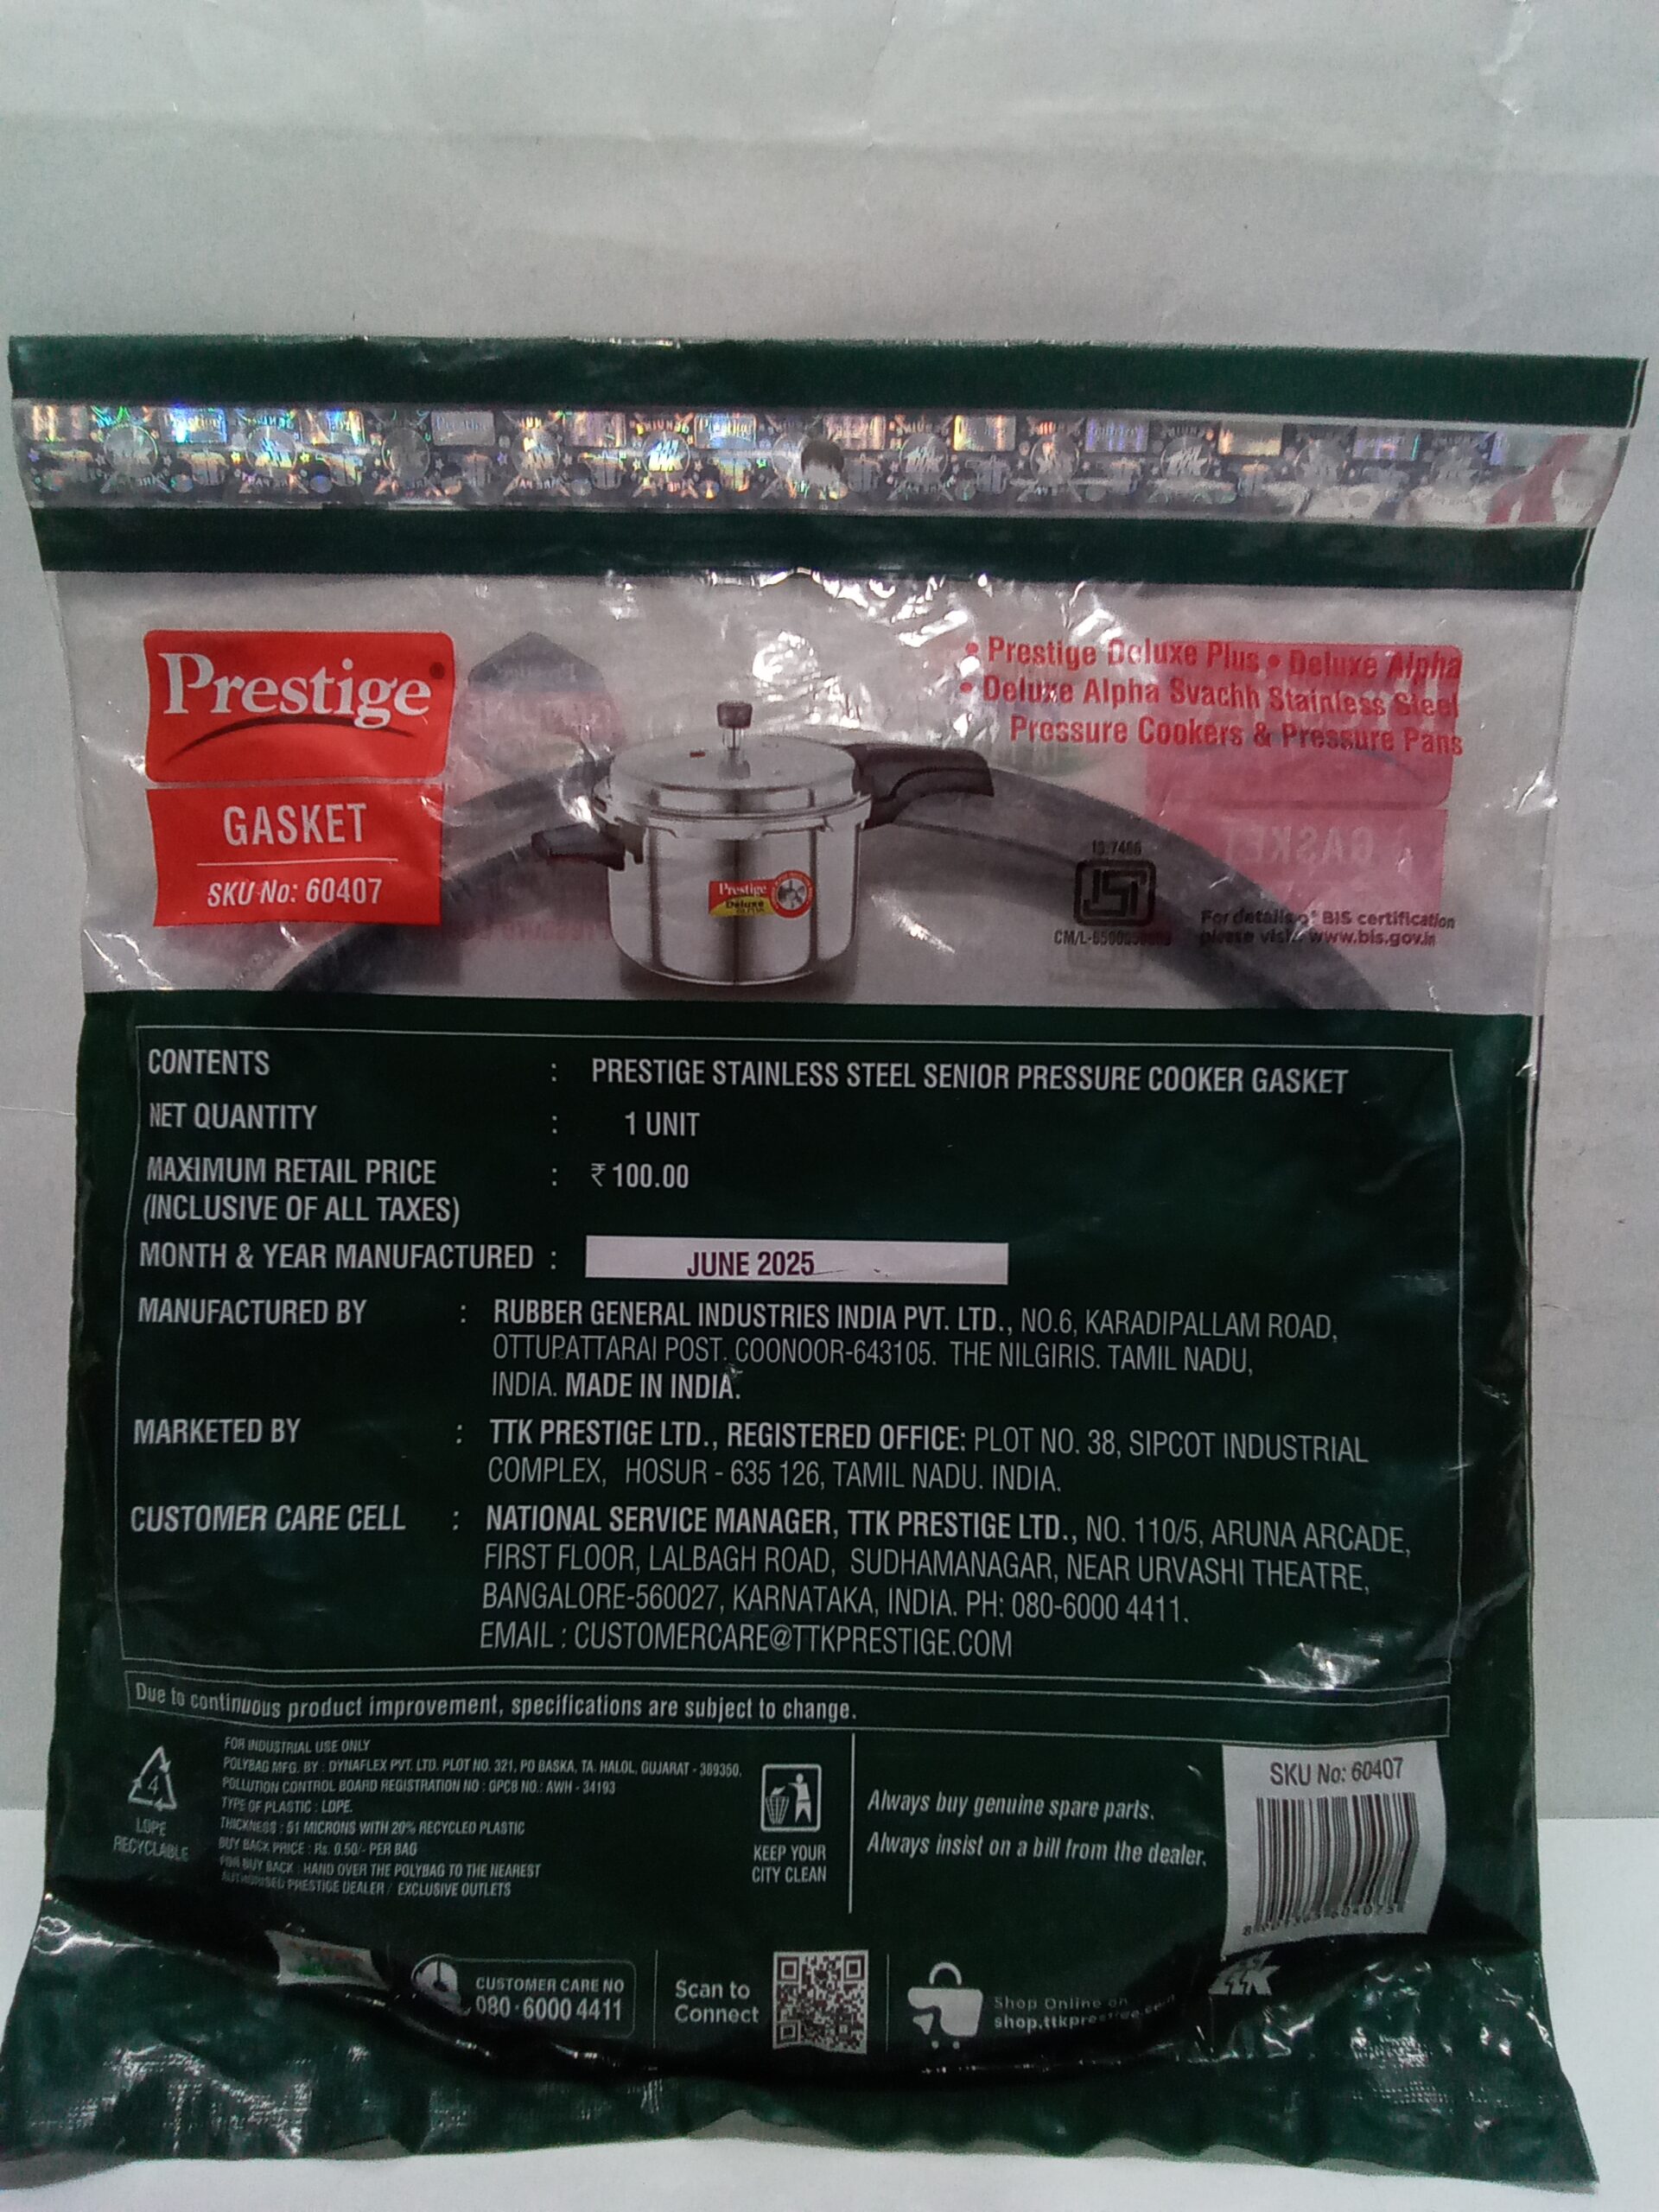 Prestige
GASKET
SKU No: 60407
• Prestige Deluxe Plus • Deluxe Alpha
• Deluxe Alpha Svachh Stainless Steel
Pressure Cookers & Pressure Pans
Prestige
Deluxe
IS 7466
CM/L-
For details of BIS certification
please visit www.bis.gov.in
CONTENTS : PRESTIGE STAINLESS STEEL SENIOR PRESSURE COOKER GASKET
NET QUANTITY : 1 UNIT
MAXIMUM RETAIL PRICE : ₹ 100.00
(INCLUSIVE OF ALL TAXES)
MONTH & YEAR MANUFACTURED : JUNE 2025
MANUFACTURED BY : RUBBER GENERAL INDUSTRIES INDIA PVT. LTD., NO.6, KARADIPALLAM ROAD,
OTTUPATTARAI POST. COONOOR-643105. THE NILGIRIS. TAMIL NADU,
INDIA. MADE IN INDIA.
MARKETED BY : TTK PRESTIGE LTD., REGISTERED OFFICE: PLOT NO. 38, SIPCOT INDUSTRIAL
COMPLEX, HOSUR - 635 126, TAMIL NADU. INDIA.
CUSTOMER CARE CELL : NATIONAL SERVICE MANAGER, TTK PRESTIGE LTD., NO. 110/5, ARUNA ARCADE,
FIRST FLOOR, LALBAGH ROAD, SUDHAMANAGAR, NEAR URVASHI THEATRE,
BANGALORE-560027, KARNATAKA, INDIA. PH: 080-6000 4411.
EMAIL : CUSTOMERCARE@TTKPRESTIGE.COM
Due to continuous product improvement, specifications are subject to change.
4
LDPE
RECYCLABLE
FOR INDUSTRIAL USE ONLY
POLYBAG MFG. BY : DYNAFLEX PVT. LTD. PLOT NO. 321, PO BASKA, TA. HALOL, GUJARAT - 389350.
POLLUTION CONTROL BOARD REGISTRATION NO : GPCB NO.: AWH - 34193
TYPE OF PLASTIC : LDPE.
THICKNESS : 51 MICRONS WITH 20% RECYCLED PLASTIC
BUY BACK PRICE : Rs. 0.50/- PER BAG
FOR BUY BACK : HAND OVER THE POLYBAG TO THE NEAREST
AUTHORISED PRESTIGE DEALER / EXCLUSIVE OUTLETS
KEEP YOUR
CITY CLEAN
Always buy genuine spare parts.
Always insist on a bill from the dealer.
SKU No: 60407
CUSTOMER CARE NO
080-6000 4411
Scan to
Connect
Shop Online on
shop.ttkprestige.com
TTK